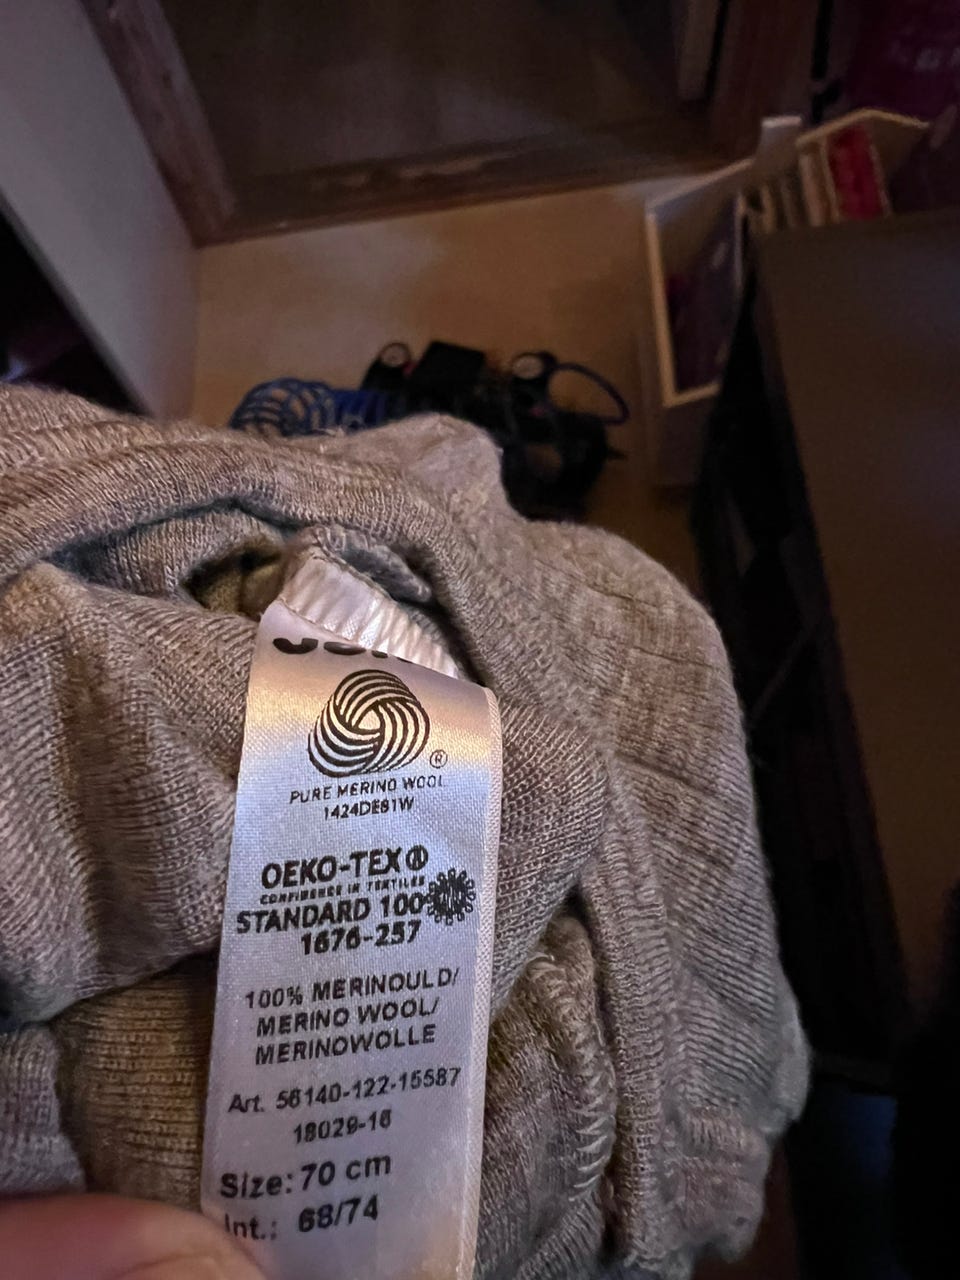 ®
PURE MERINO WOOL
1424DE81W
OEKO-TEX®
CONFIDENCE IN TEXTILES
STANDARD 100
1676-257
100% MERINOULD/
MERINO WOOL/
MERINOWOLLE
Art. 56140-122-15587
18029-16
Size: 70 cm
Int.: 68/74